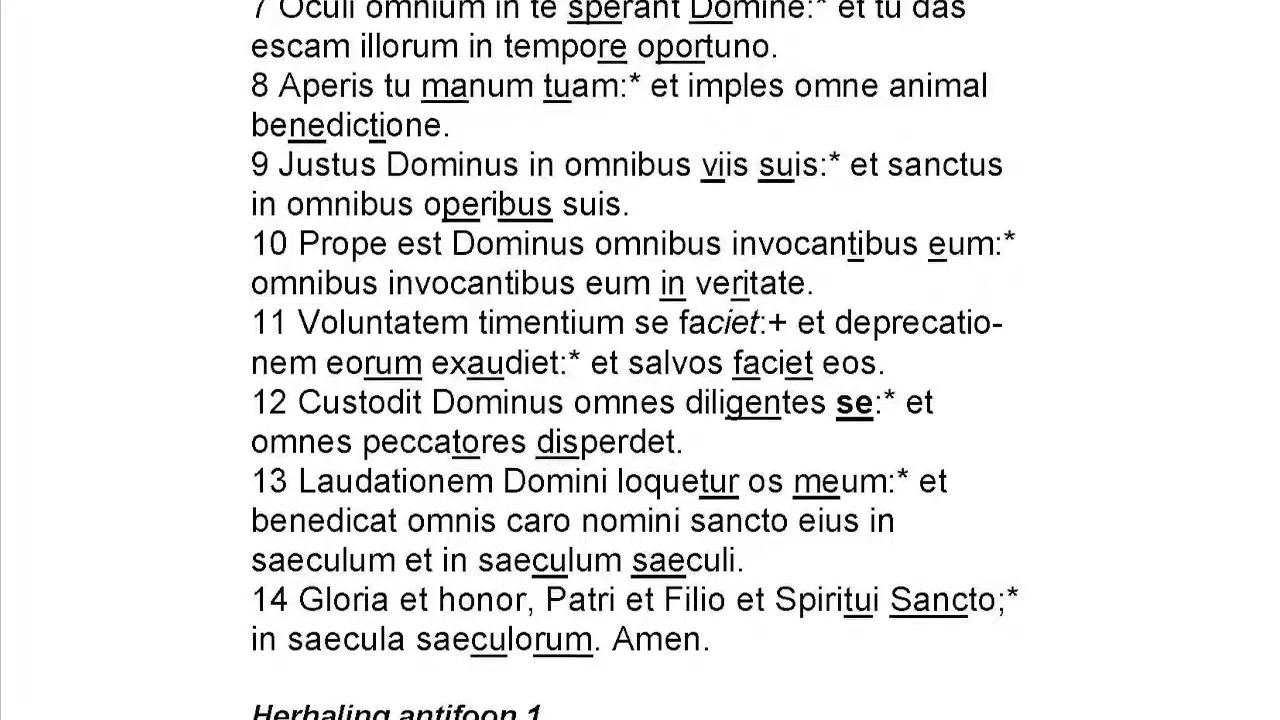 7 Oculi omnium in te sperant Domine:* et tu das
escam illorum in tempore oportuno.
8 Aperis tu manum tuam:* et imples omne animal
benedictione.
9 Justus Dominus in omnibus viis suis:* et sanctus
in omnibus operibus suis.
10 Prope est Dominus omnibus invocantibus eum:*
omnibus invocantibus eum in veritate.
11 Voluntatem timentium se faciet:+ et deprecatio-
nem eorum exaudiet:* et salvos faciet eos.
12 Custodit Dominus omnes diligentes se:* et
omnes peccatores disperdet.
13 Laudationem Domini loquetur os meum:* et
benedicat omnis caro nomini sancto eius in
saeculum et in saeculum saeculi.
14 Gloria et honor, Patri et Filio et Spiritui Sancto;*
in saecula saeculorum. Amen.
Herhaling antifoon 1